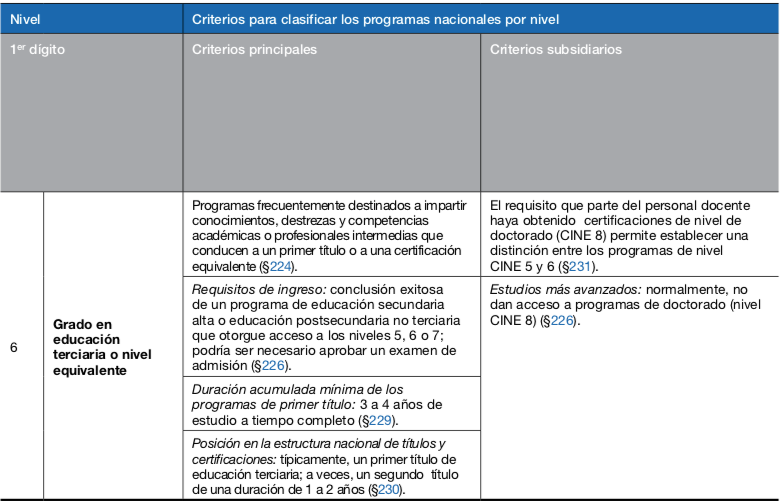 Nivel
Criterios para clasificar los programas nacionales por nivel
1er dígito
Criterios principales
Criterios subsidiarios
6
Grado en
educación
terciaria o nivel
equivalente
Programas frecuentemente destinados a impartir
conocimientos, destrezas y competencias
académicas o profesionales intermedias que
conducen a un primer título o a una certificación
equivalente (§224).
Requisitos de ingreso: conclusión exitosa
de un programa de educación secundaria
alta o educación postsecundaria no terciaria
que otorgue acceso a los niveles 5, 6 o 7;
podría ser necesario aprobar un examen de
admisión (§226).
Duración acumulada mínima de los
programas de primer título: 3 a 4 años de
estudio a tiempo completo (§229).
Posición en la estructura nacional de títulos y
certificaciones: típicamente, un primer título de
educación terciaria; a veces, un segundo título
de una duración de 1 a 2 años (§230).
El requisito que parte del personal docente
haya obtenido certificaciones de nivel de
doctorado (CINE 8) permite establecer una
distinción entre los programas de nivel
CINE 5 y 6 (§231).
Estudios más avanzados: normalmente, no
dan acceso a programas de doctorado (nivel
CINE 8) (§226).